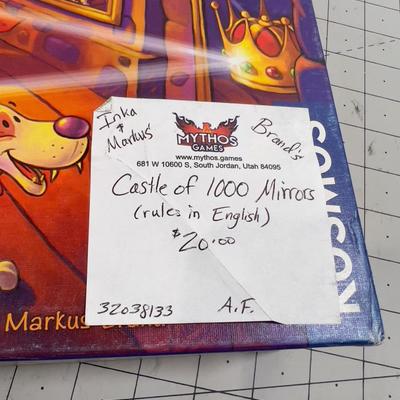 Inka
& Markus'
Brand's
MYTHOS
GAMES
www.mythos.games
681 W 10600 S, South Jordan, Utah 84095
Castle of 1000 Mirrors
(rules in English)
$20.00
32038133
A.F.
Markus
KOSMOS